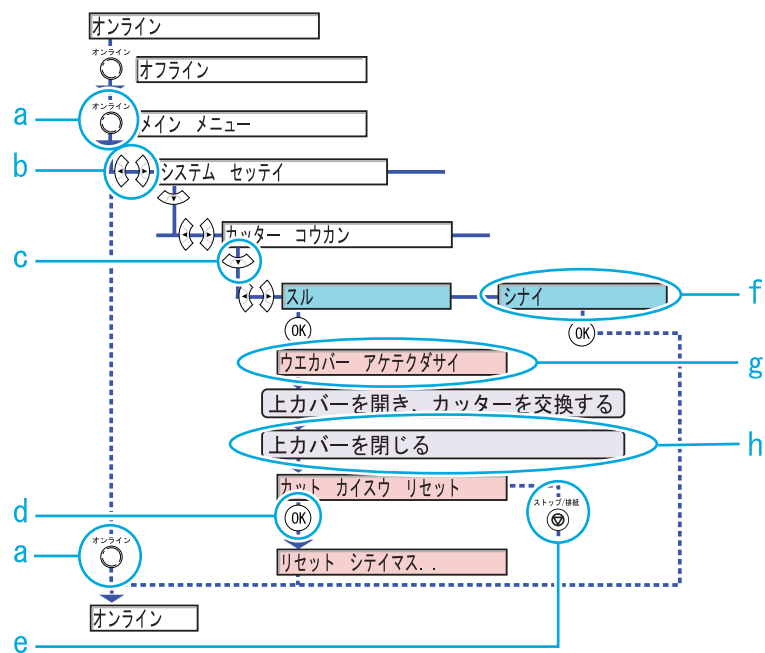 オンライン
オンライン
オフライン
a
オンライン
メイン メニュー
b
システム セッテイ
カッター コウカン
c
スル
シナイ
f
OK
OK
ウエカバー アケテクダサイ
g
上カバーを開き、カッターを交換する
上カバーを閉じる
h
カット カイスウ リセット
d
OK
ストップ/排紙
a
オンライン
リセット シテイマス..
オンライン
e